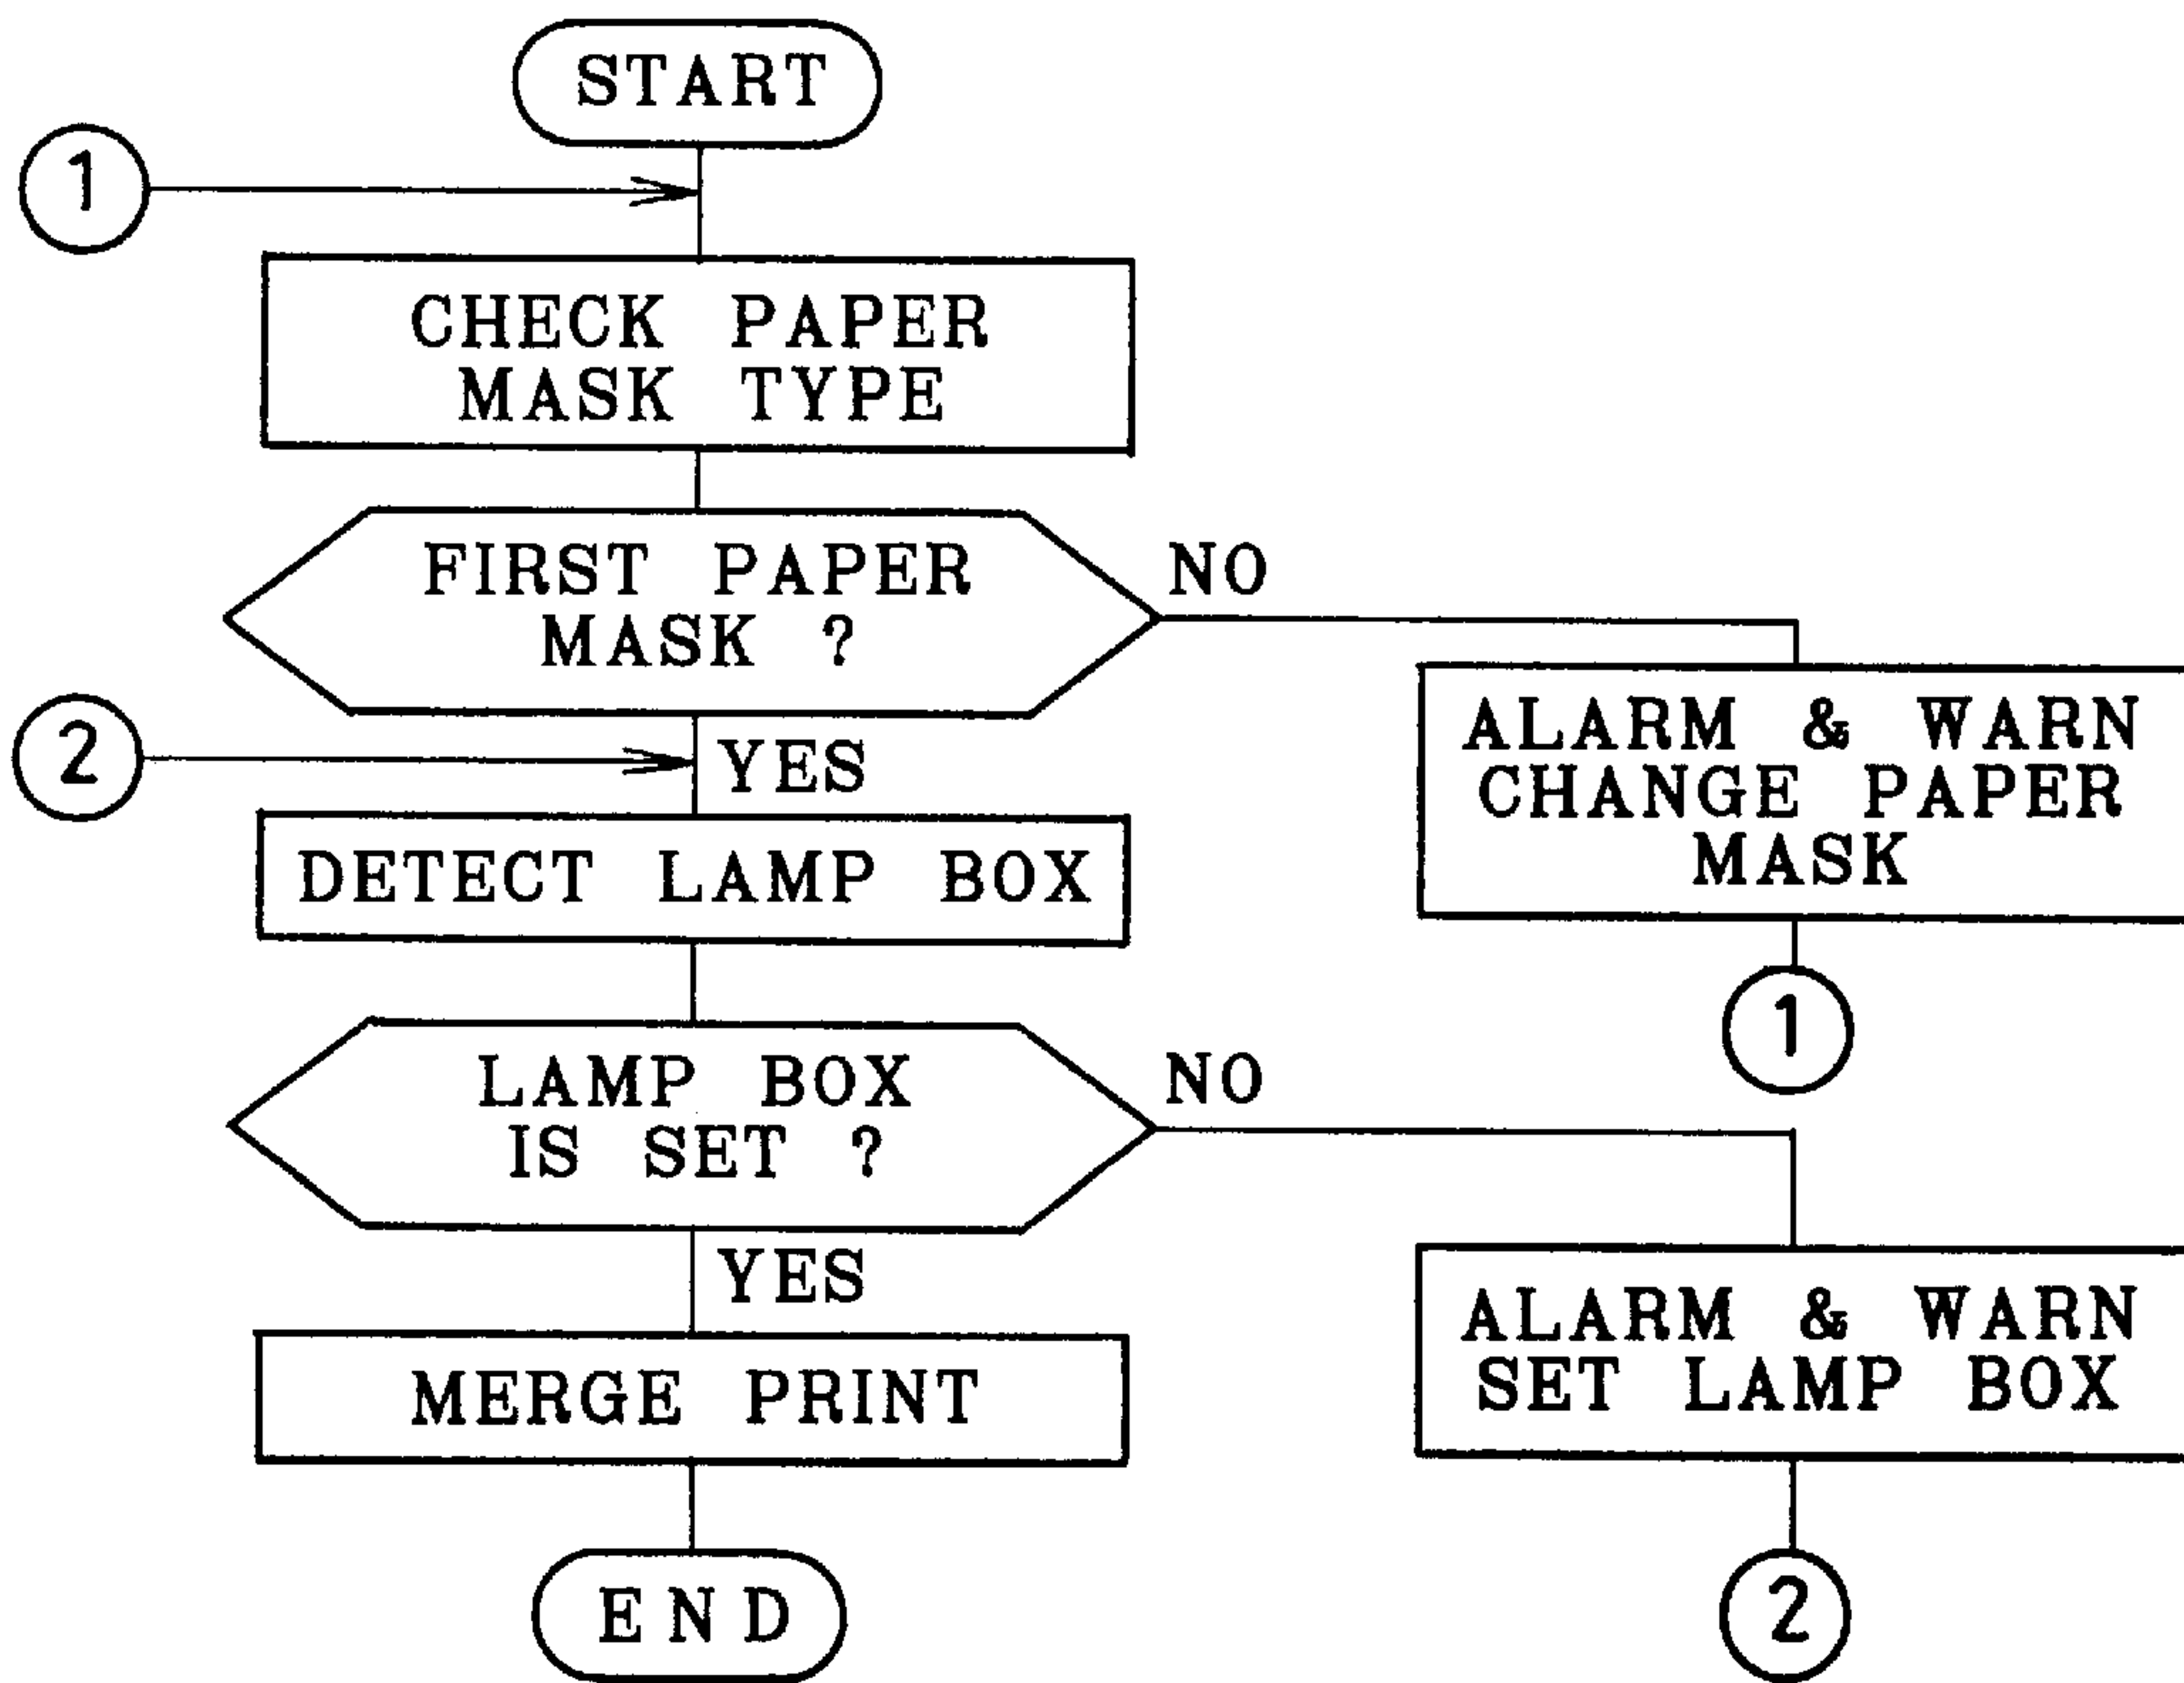 START
1
CHECK PAPER
MASK TYPE
FIRST PAPER
MASK ?
NO
2
YES
ALARM & WARN
CHANGE PAPER
MASK
1
DETECT LAMP BOX
LAMP BOX
IS SET ?
NO
YES
ALARM & WARN
SET LAMP BOX
2
MERGE PRINT
END